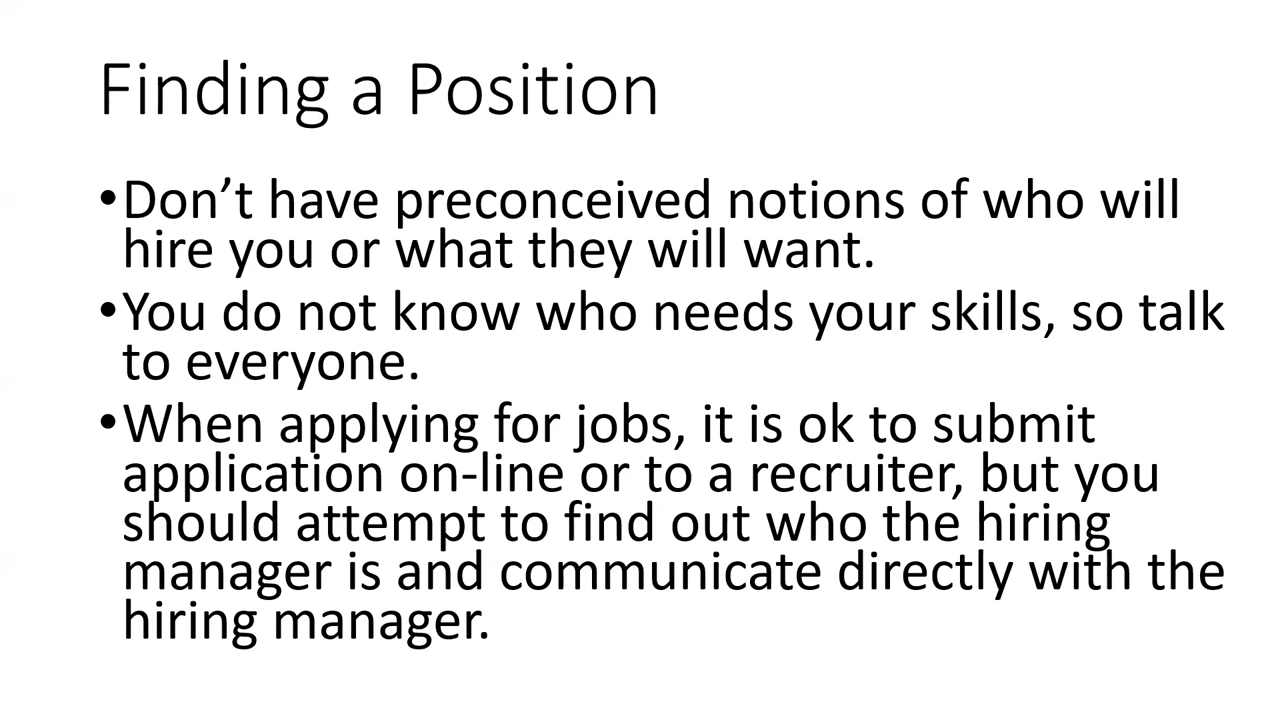 Finding a Position
•Don’t have preconceived notions of who will
hire you or what they will want.
•You do not know who needs your skills, so talk
to everyone.
•When applying for jobs, it is ok to submit
application on-line or to a recruiter, but you
should attempt to find out who the hiring
manager is and communicate directly with the
hiring manager.